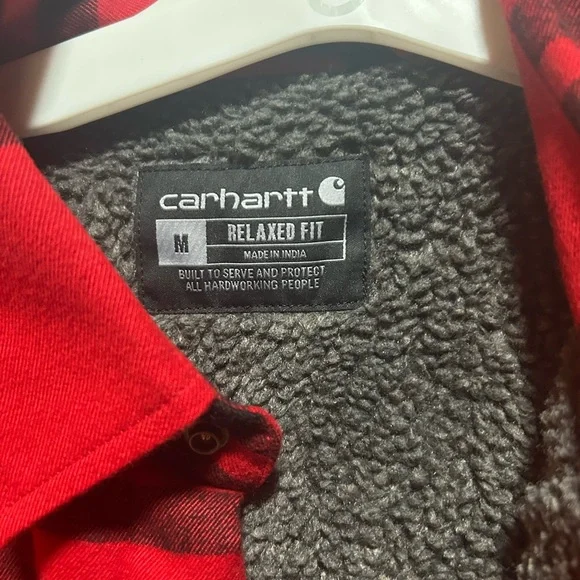 carhartt
M
RELAXED FIT
MADE IN INDIA
BUILT TO SERVE AND PROTECT
ALL HARDWORKING PEOPLE